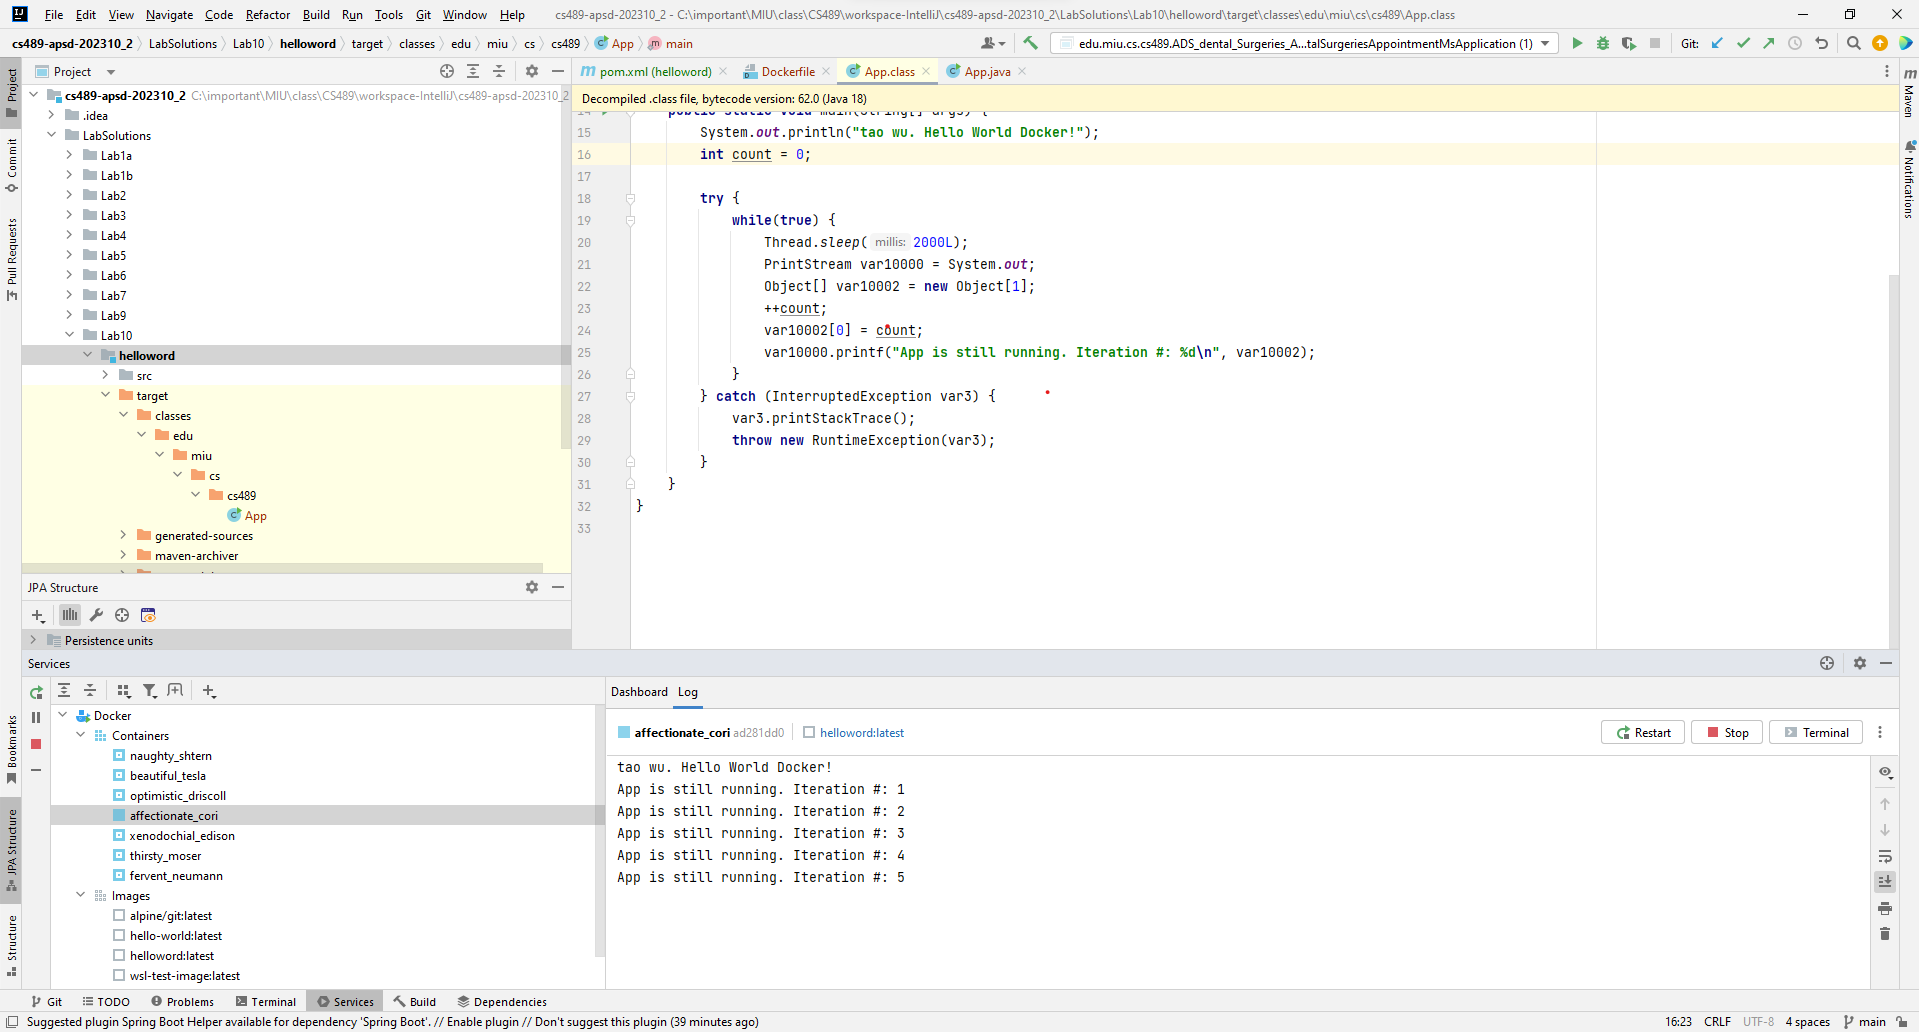 File Edit View Navigate Code Refactor Build Run Tools Git Window Help cs489-apsd-202310_2 - C:\important\MIU\class\CS489\workspace-IntelliJ\cs489-apsd-202310_2\LabSolutions\Lab10\helloword\target\classes\edu\miu\cs\cs489\App.class
cs489-apsd-202310_2 LabSolutions Lab10 helloword target classes edu miu cs cs489 App main edu.miu.cs.cs489.ADS_dental_Surgeries_A...talSurgeriesAppointmentMsApplication (1) Git:
Project
pom.xml (helloword) Dockerfile App.class App.java
cs489-apsd-202310_2 C:\important\MIU\class\CS489\workspace-IntelliJ\cs489-apsd-202310_2
.idea
LabSolutions
Lab1a
Lab1b
Lab2
Lab3
Lab4
Lab5
Lab6
Lab7
Lab9
Lab10
helloword
src
target
classes
edu
miu
cs
cs489
App
generated-sources
maven-archiver
Project
Commit
Pull Requests
Bookmarks
JPA Structure
Structure
Decompiled .class file, bytecode version: 62.0 (Java 18)
14 public static void main(String[] args) {
15 System.out.println("tao wu. Hello World Docker!");
16 int count = 0;
17
18 try {
19 while(true) {
20 Thread.sleep( millis: 2000L);
21 PrintStream var10000 = System.out;
22 Object[] var10002 = new Object[1];
23 ++count;
24 var10002[0] = count;
25 var10000.printf("App is still running. Iteration #: %d\n", var10002);
26 }
27 } catch (InterruptedException var3) {
28 var3.printStackTrace();
29 throw new RuntimeException(var3);
30 }
31 }
32 }
33
Maven
Notifications
JPA Structure
Persistence units
Services
Docker
Containers
naughty_shtern
beautiful_tesla
optimistic_driscoll
affectionate_cori
xenodochial_edison
thirsty_moser
fervent_neumann
Images
alpine/git:latest
hello-world:latest
helloword:latest
wsl-test-image:latest
Dashboard Log
affectionate_cori ad281dd0 helloword:latest Restart Stop Terminal
tao wu. Hello World Docker!
App is still running. Iteration #: 1
App is still running. Iteration #: 2
App is still running. Iteration #: 3
App is still running. Iteration #: 4
App is still running. Iteration #: 5
Git TODO Problems Terminal Services Build Dependencies
Suggested plugin Spring Boot Helper available for dependency 'Spring Boot'. // Enable plugin // Don't suggest this plugin (39 minutes ago) 16:23 CRLF UTF-8 4 spaces main